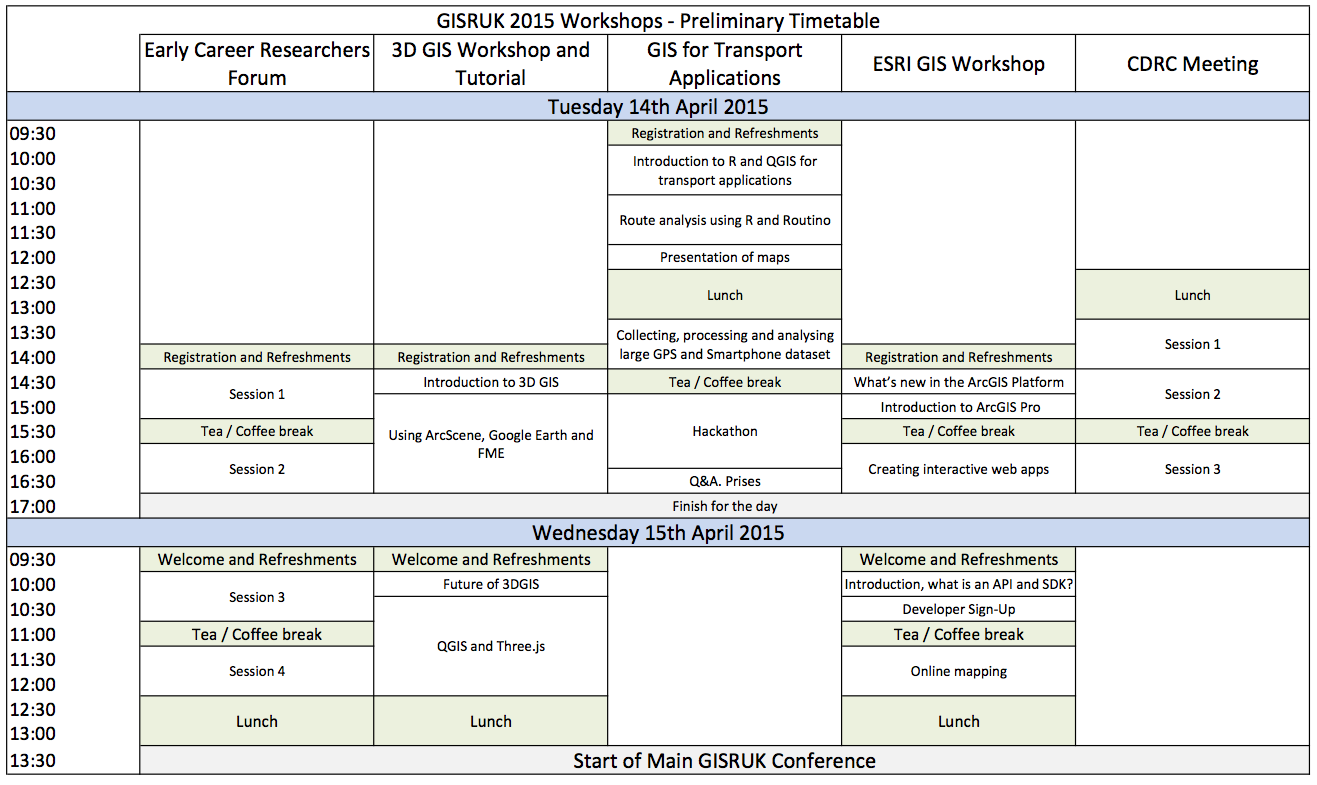 GISRUK 2015 Workshops - Preliminary Timetable
Early Career Researchers
Forum
3D GIS Workshop and
Tutorial
GIS for Transport
Applications
ESRI GIS Workshop
CDRC Meeting
Tuesday 14th April 2015
09:30
Registration and Refreshments
10:00
Introduction to R and QGIS for
transport applications
10:30
11:00
Route analysis using R and Routino
11:30
12:00
Presentation of maps
12:30
Lunch
Lunch
13:00
13:30
Collecting, processing and analysing
large GPS and Smartphone dataset
Session 1
14:00
Registration and Refreshments
Registration and Refreshments
Registration and Refreshments
14:30
Session 1
Introduction to 3D GIS
Tea / Coffee break
What's new in the ArcGIS Platform
Session 2
15:00
Using ArcScene, Google Earth and
FME
Hackathon
Introduction to ArcGIS Pro
15:30
Tea / Coffee break
Tea / Coffee break
Tea / Coffee break
16:00
Session 2
Creating interactive web apps
Session 3
16:30
Q&A. Prises
17:00
Finish for the day
Wednesday 15th April 2015
09:30
Welcome and Refreshments
Welcome and Refreshments
Welcome and Refreshments
10:00
Session 3
Future of 3DGIS
Introduction, what is an API and SDK?
10:30
QGIS and Three.js
Developer Sign-Up
11:00
Tea / Coffee break
Tea / Coffee break
11:30
Session 4
Online mapping
12:00
12:30
Lunch
Lunch
Lunch
13:00
13:30
Start of Main GISRUK Conference